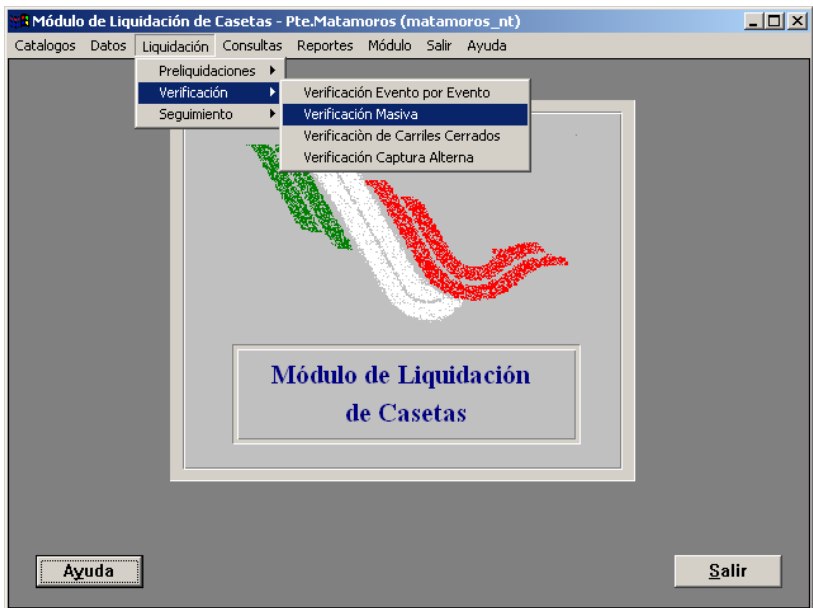 Módulo de Liquidación de Casetas - Pte.Matamoros (matamoros_nt)
Catalogos Datos Liquidación Consultas Reportes Módulo Salir Ayuda
Preliquidaciones
Verificación
Seguimiento
Verificación Evento por Evento
Verificación Masiva
Verificaciòn de Carriles Cerrados
Verificación Captura Alterna
Módulo de Liquidación
de Casetas
Ayuda
Salir